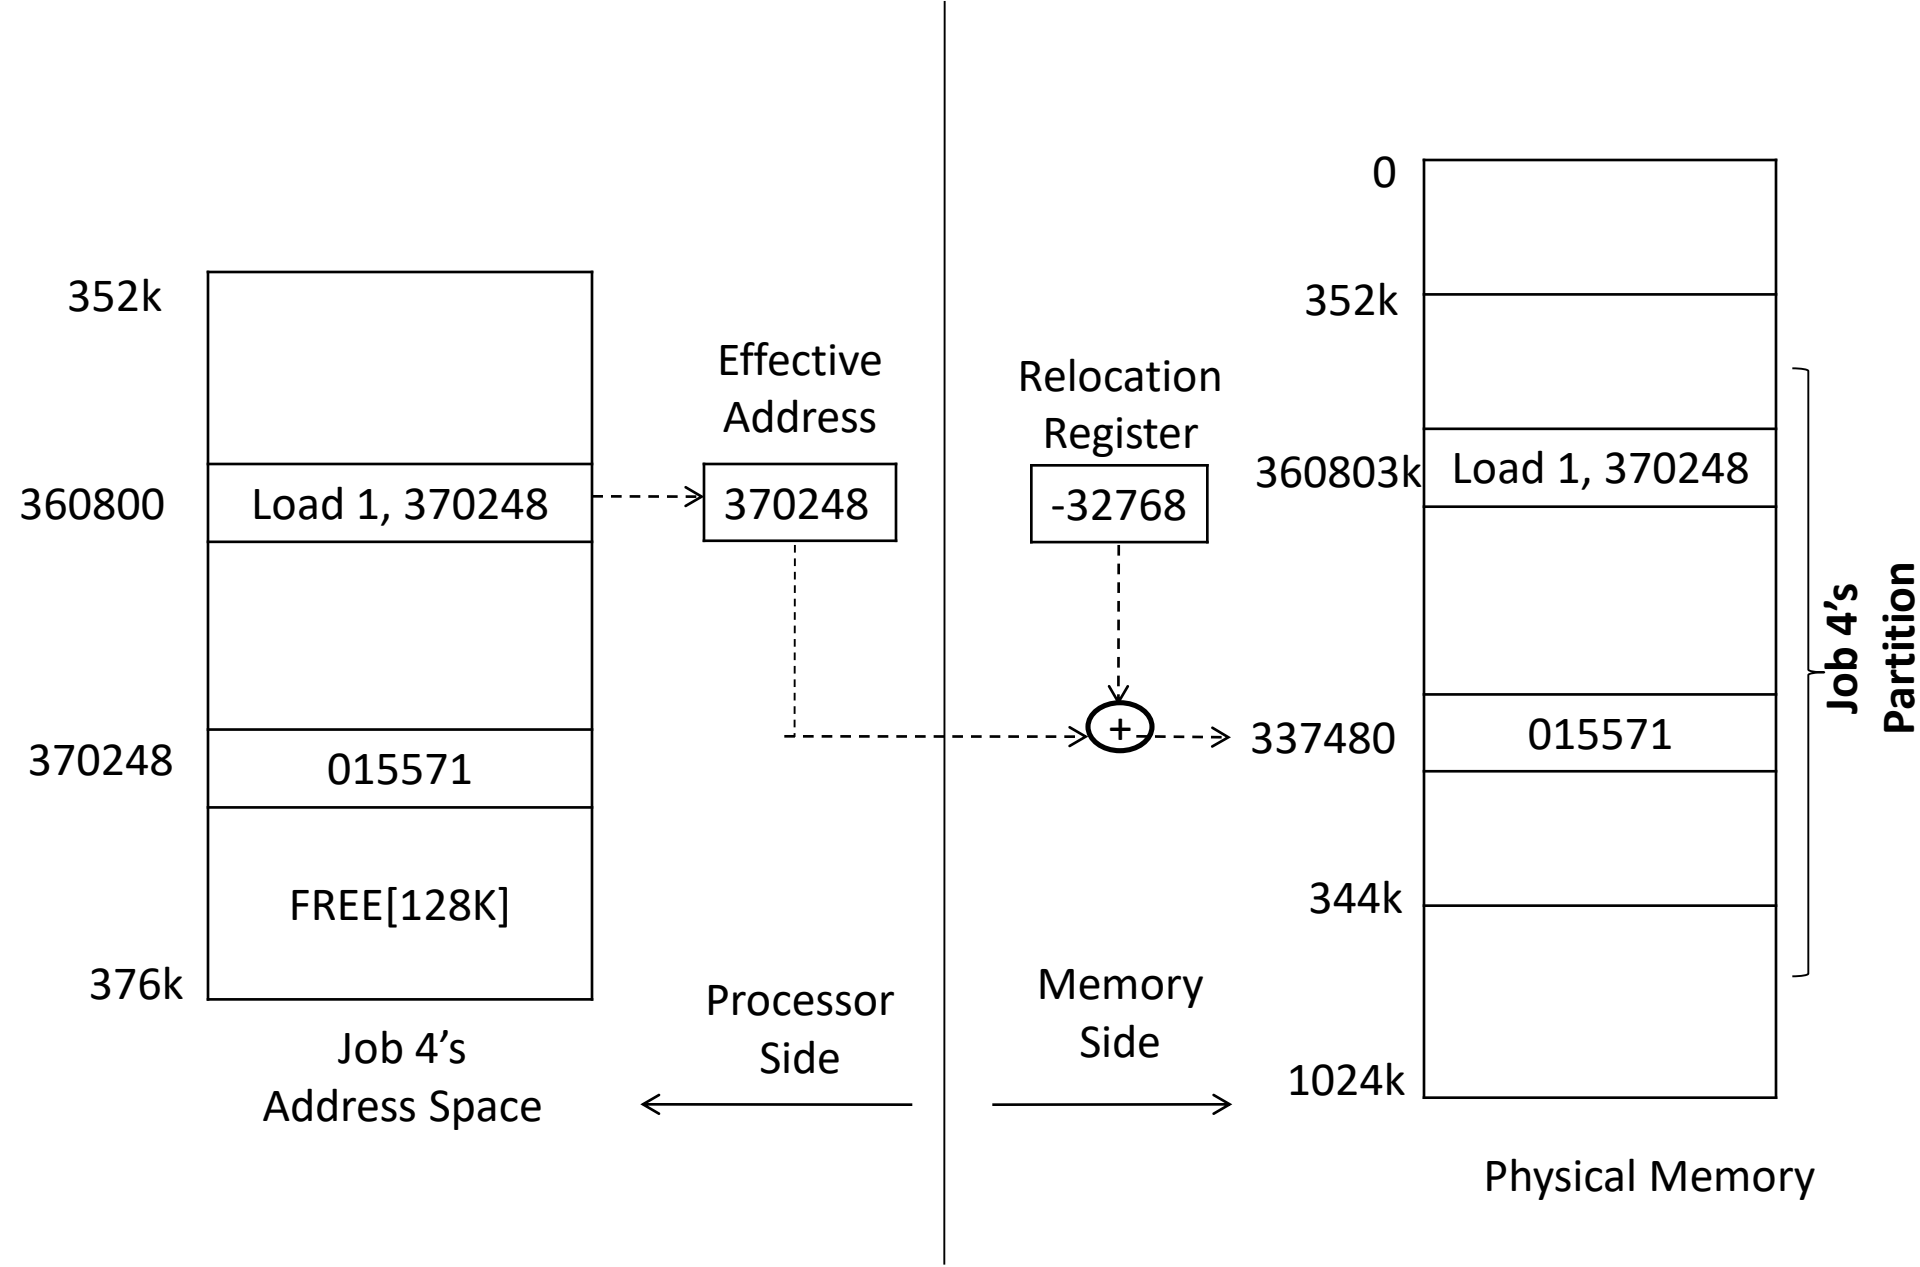 352k
360800
Load 1, 370248
370248
015571
FREE[128K]
376k
Job 4’s
Address Space
Effective
Address
370248
Processor
Side
Relocation
Register
-32768
+
Memory
Side
0
352k
360803k
Load 1, 370248
337480
015571
344k
1024k
Job 4’s
Partition
Physical Memory